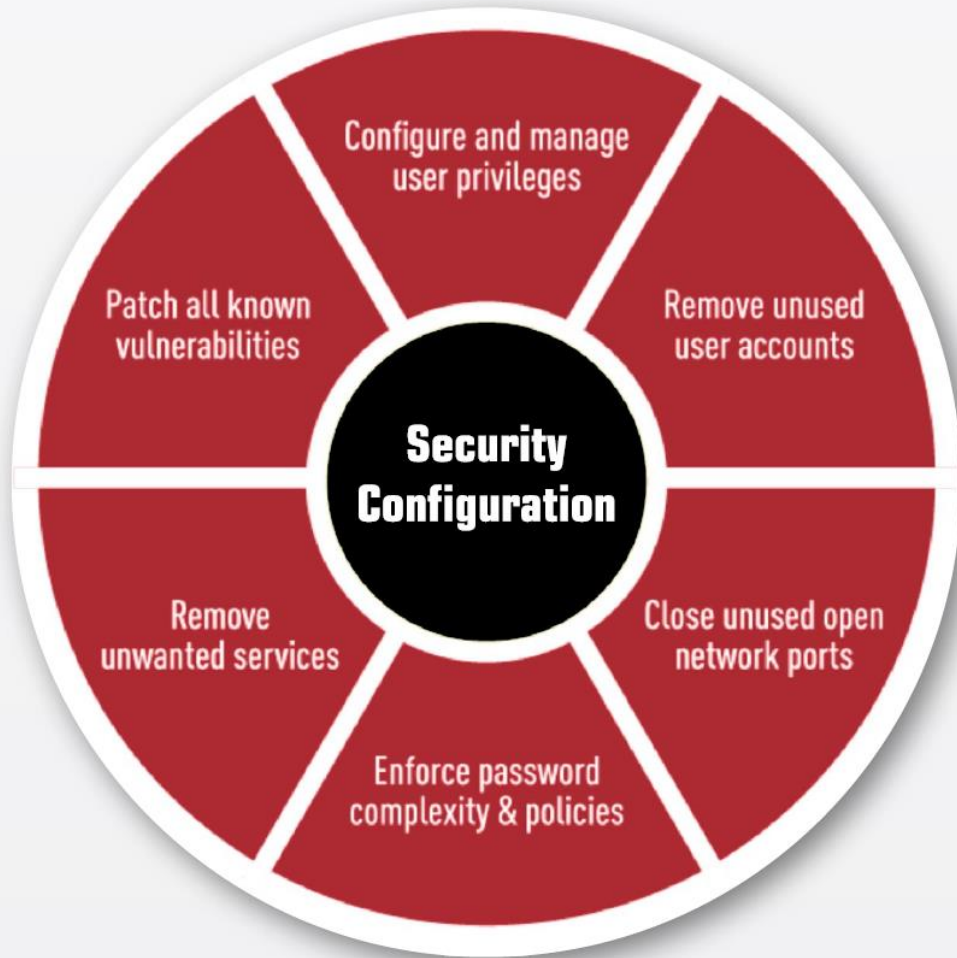 Configure and manage
user privileges
Remove unused
user accounts
Close unused open
network ports
Enforce password
complexity & policies
Remove
unwanted services
Patch all known
vulnerabilities
Security
Configuration